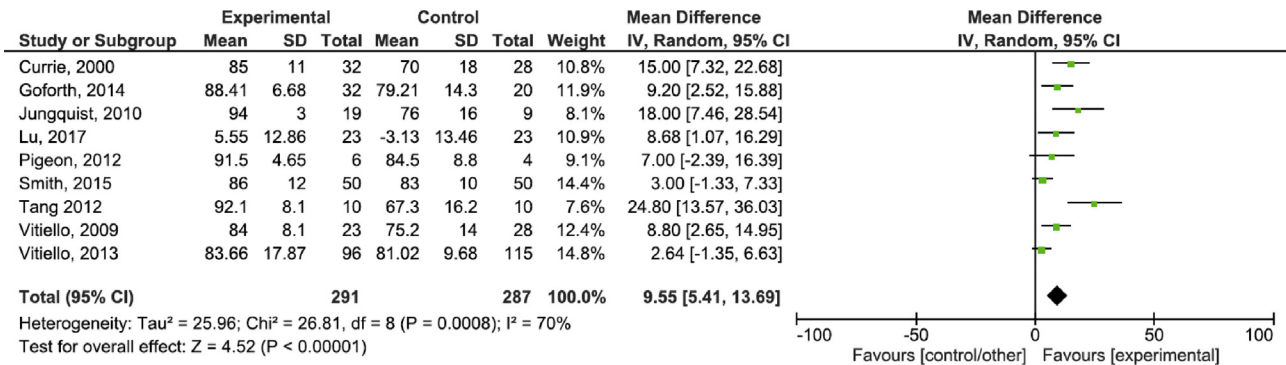 Experimental Control Mean Difference Mean Difference
Study or Subgroup Mean SD Total Mean SD Total Weight IV, Random, 95% CI IV, Random, 95% CI
Currie, 2000 85 11 32 70 18 28 10.8% 15.00 [7.32, 22.68]
Goforth, 2014 88.41 6.68 32 79.21 14.3 20 11.9% 9.20 [2.52, 15.88]
Jungquist, 2010 94 3 19 76 16 9 8.1% 18.00 [7.46, 28.54]
Lu, 2017 5.55 12.86 23 -3.13 13.46 23 10.9% 8.68 [1.07, 16.29]
Pigeon, 2012 91.5 4.65 6 84.5 8.8 4 9.1% 7.00 [-2.39, 16.39]
Smith, 2015 86 12 50 83 10 50 14.4% 3.00 [-1.33, 7.33]
Tang 2012 92.1 8.1 10 67.3 16.2 10 7.6% 24.80 [13.57, 36.03]
Vitiello, 2009 84 8.1 23 75.2 14 28 12.4% 8.80 [2.65, 14.95]
Vitiello, 2013 83.66 17.87 96 81.02 9.68 115 14.8% 2.64 [-1.35, 6.63]
Total (95% CI) 291 287 100.0% 9.55 [5.41, 13.69]
Heterogeneity: Tau² = 25.96; Chi² = 26.81, df = 8 (P = 0.0008); I² = 70%
Test for overall effect: Z = 4.52 (P < 0.00001)
-100 -50 0 50 100
Favours [control/other] Favours [experimental]